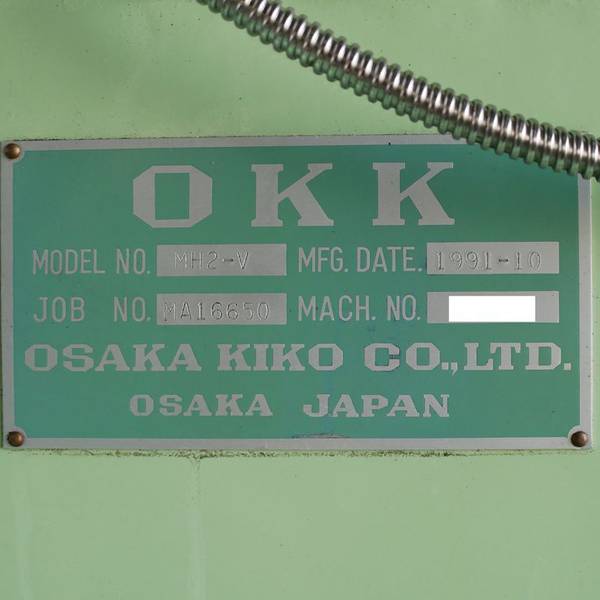 OKK
MODEL NO. MH2-V MFG. DATE. 1991-10
JOB NO. MA16650 MACH. NO.
OSAKA KIKO CO.,LTD.
OSAKA JAPAN